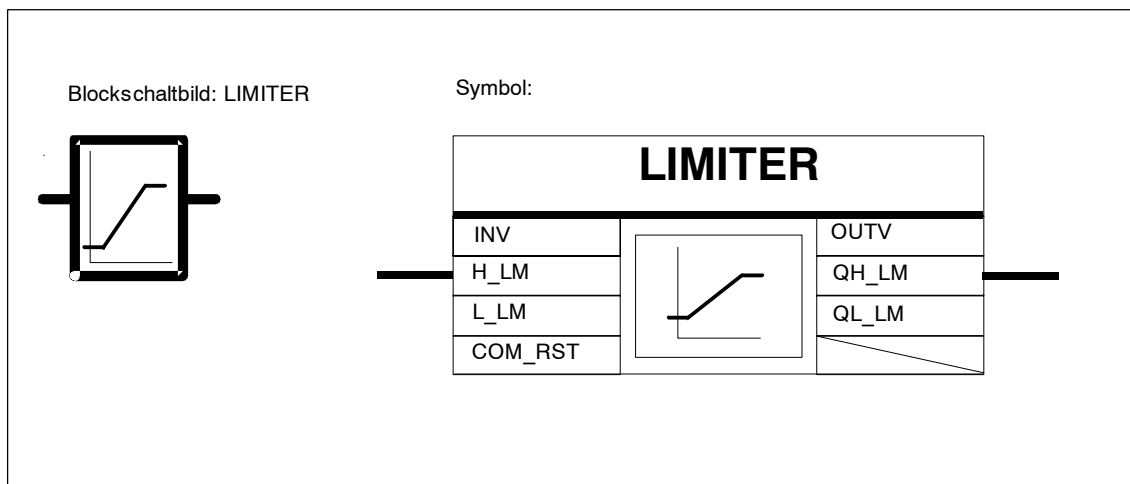 Blockschaltbild: LIMITER
Symbol:
LIMITER
INV
OUTV
H_LM
QH_LM
L_LM
QL_LM
COM_RST